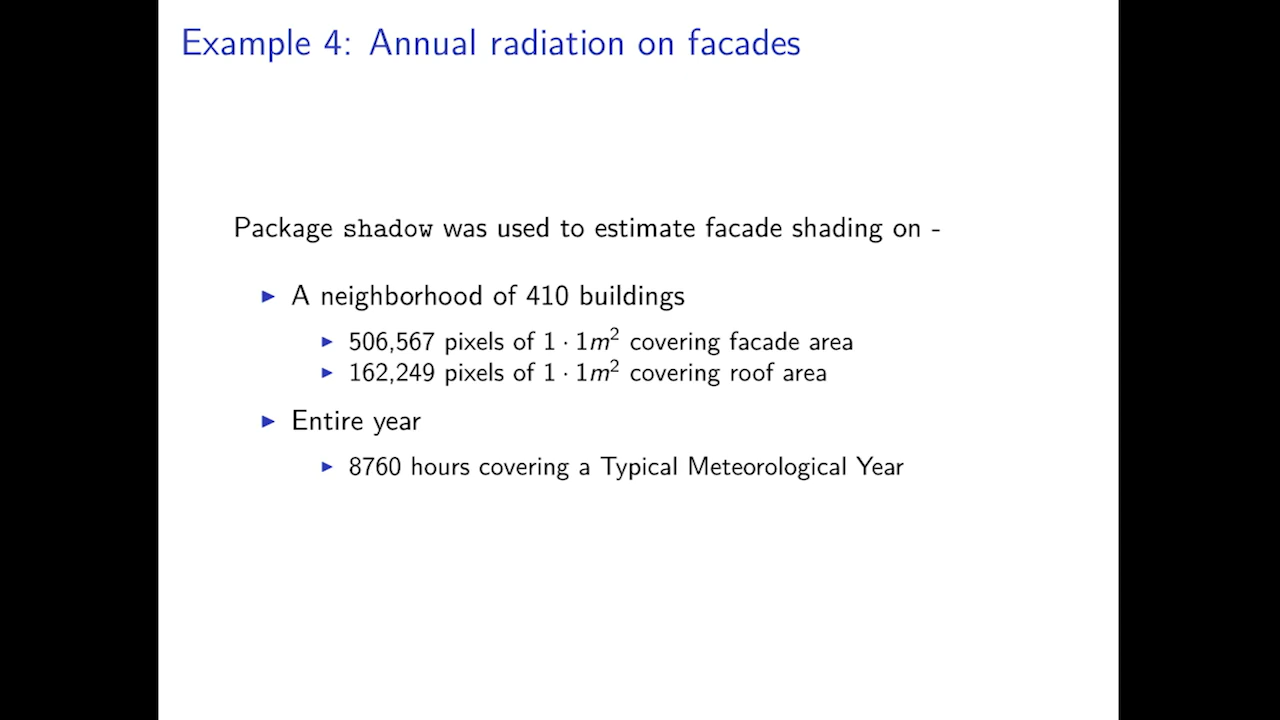 Example 4: Annual radiation on facades
Package shadow was used to estimate facade shading on -
▶ A neighborhood of 410 buildings
▶ 506,567 pixels of 1 · 1m² covering facade area
▶ 162,249 pixels of 1 · 1m² covering roof area
▶ Entire year
▶ 8760 hours covering a Typical Meteorological Year